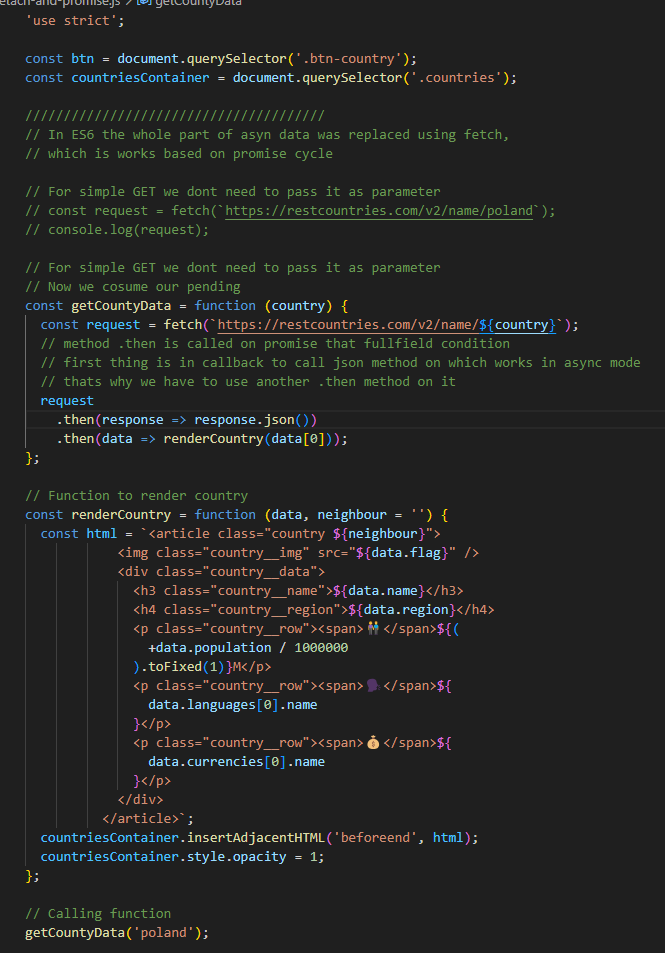 etach-and-promise.js > getCountyData
'use strict';
const btn = document.querySelector('.btn-country');
const countriesContainer = document.querySelector('.countries');
///////////////////////////////////////
// In ES6 the whole part of asyn data was replaced using fetch,
// which is works based on promise cycle
// For simple GET we dont need to pass it as parameter
// const request = fetch(`https://restcountries.com/v2/name/poland`);
// console.log(request);
// For simple GET we dont need to pass it as parameter
// Now we cosume our pending
const getCountyData = function (country) {
const request = fetch(`https://restcountries.com/v2/name/${country}`);
// method .then is called on promise that fullfield condition
// first thing is in callback to call json method on which works in async mode
// thats why we have to use another .then method on it
request
.then(response => response.json())
.then(data => renderCountry(data[0]));
};
// Function to render country
const renderCountry = function (data, neighbour = '') {
const html = `<article class="country ${neighbour}">
<img class="country__img" src="${data.flag}" />
<div class="country__data">
<h3 class="country__name">${data.name}</h3>
<h4 class="country__region">${data.region}</h4>
<p class="country__row"><span>👫</span>${(
+data.population / 1000000
).toFixed(1)}M</p>
<p class="country__row"><span>🗣️</span>${
data.languages[0].name
}</p>
<p class="country__row"><span>💰</span>${
data.currencies[0].name
}</p>
</div>
</article>`;
countriesContainer.insertAdjacentHTML('beforeend', html);
countriesContainer.style.opacity = 1;
};
// Calling function
getCountyData('poland');